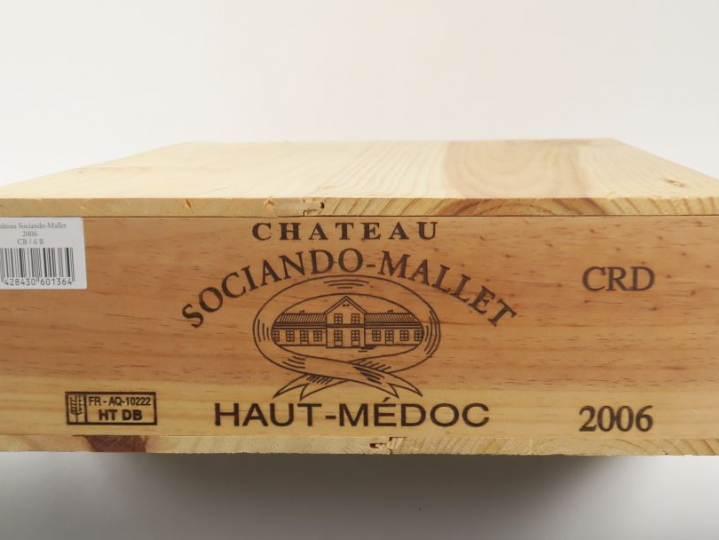 CHATEAU
SOCIANDO-MALLET
CRD
Sociando-Mallet
2006
CB / 6 B
428430 601364
FR - AQ-10222
HT DB
HAUT-MÉDOC
2006